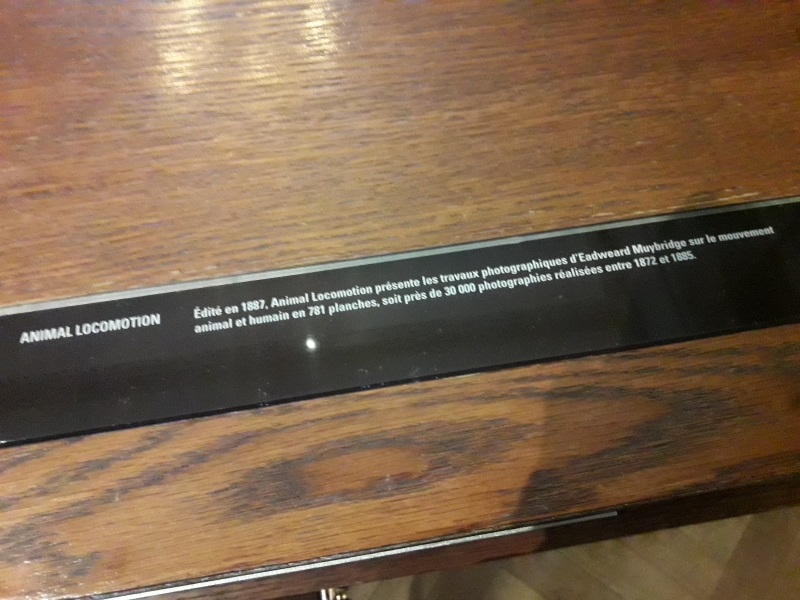 ANIMAL LOCOMOTION
Édité en 1887, Animal Locomotion présente les travaux photographiques d'Eadweard Muybridge sur le mouvement
animal et humain en 781 planches, soit près de 30 000 photographies réalisées entre 1872 et 1885.